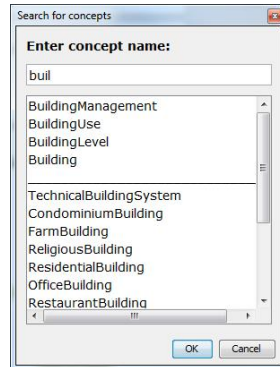 Search for concepts
Enter concept name:
buil
BuildingManagement
BuildingUse
BuildingLevel
Building
TechnicalBuildingSystem
CondominiumBuilding
FarmBuilding
ReligiousBuilding
ResidentialBuilding
OfficeBuilding
RestaurantBuilding
OK
Cancel